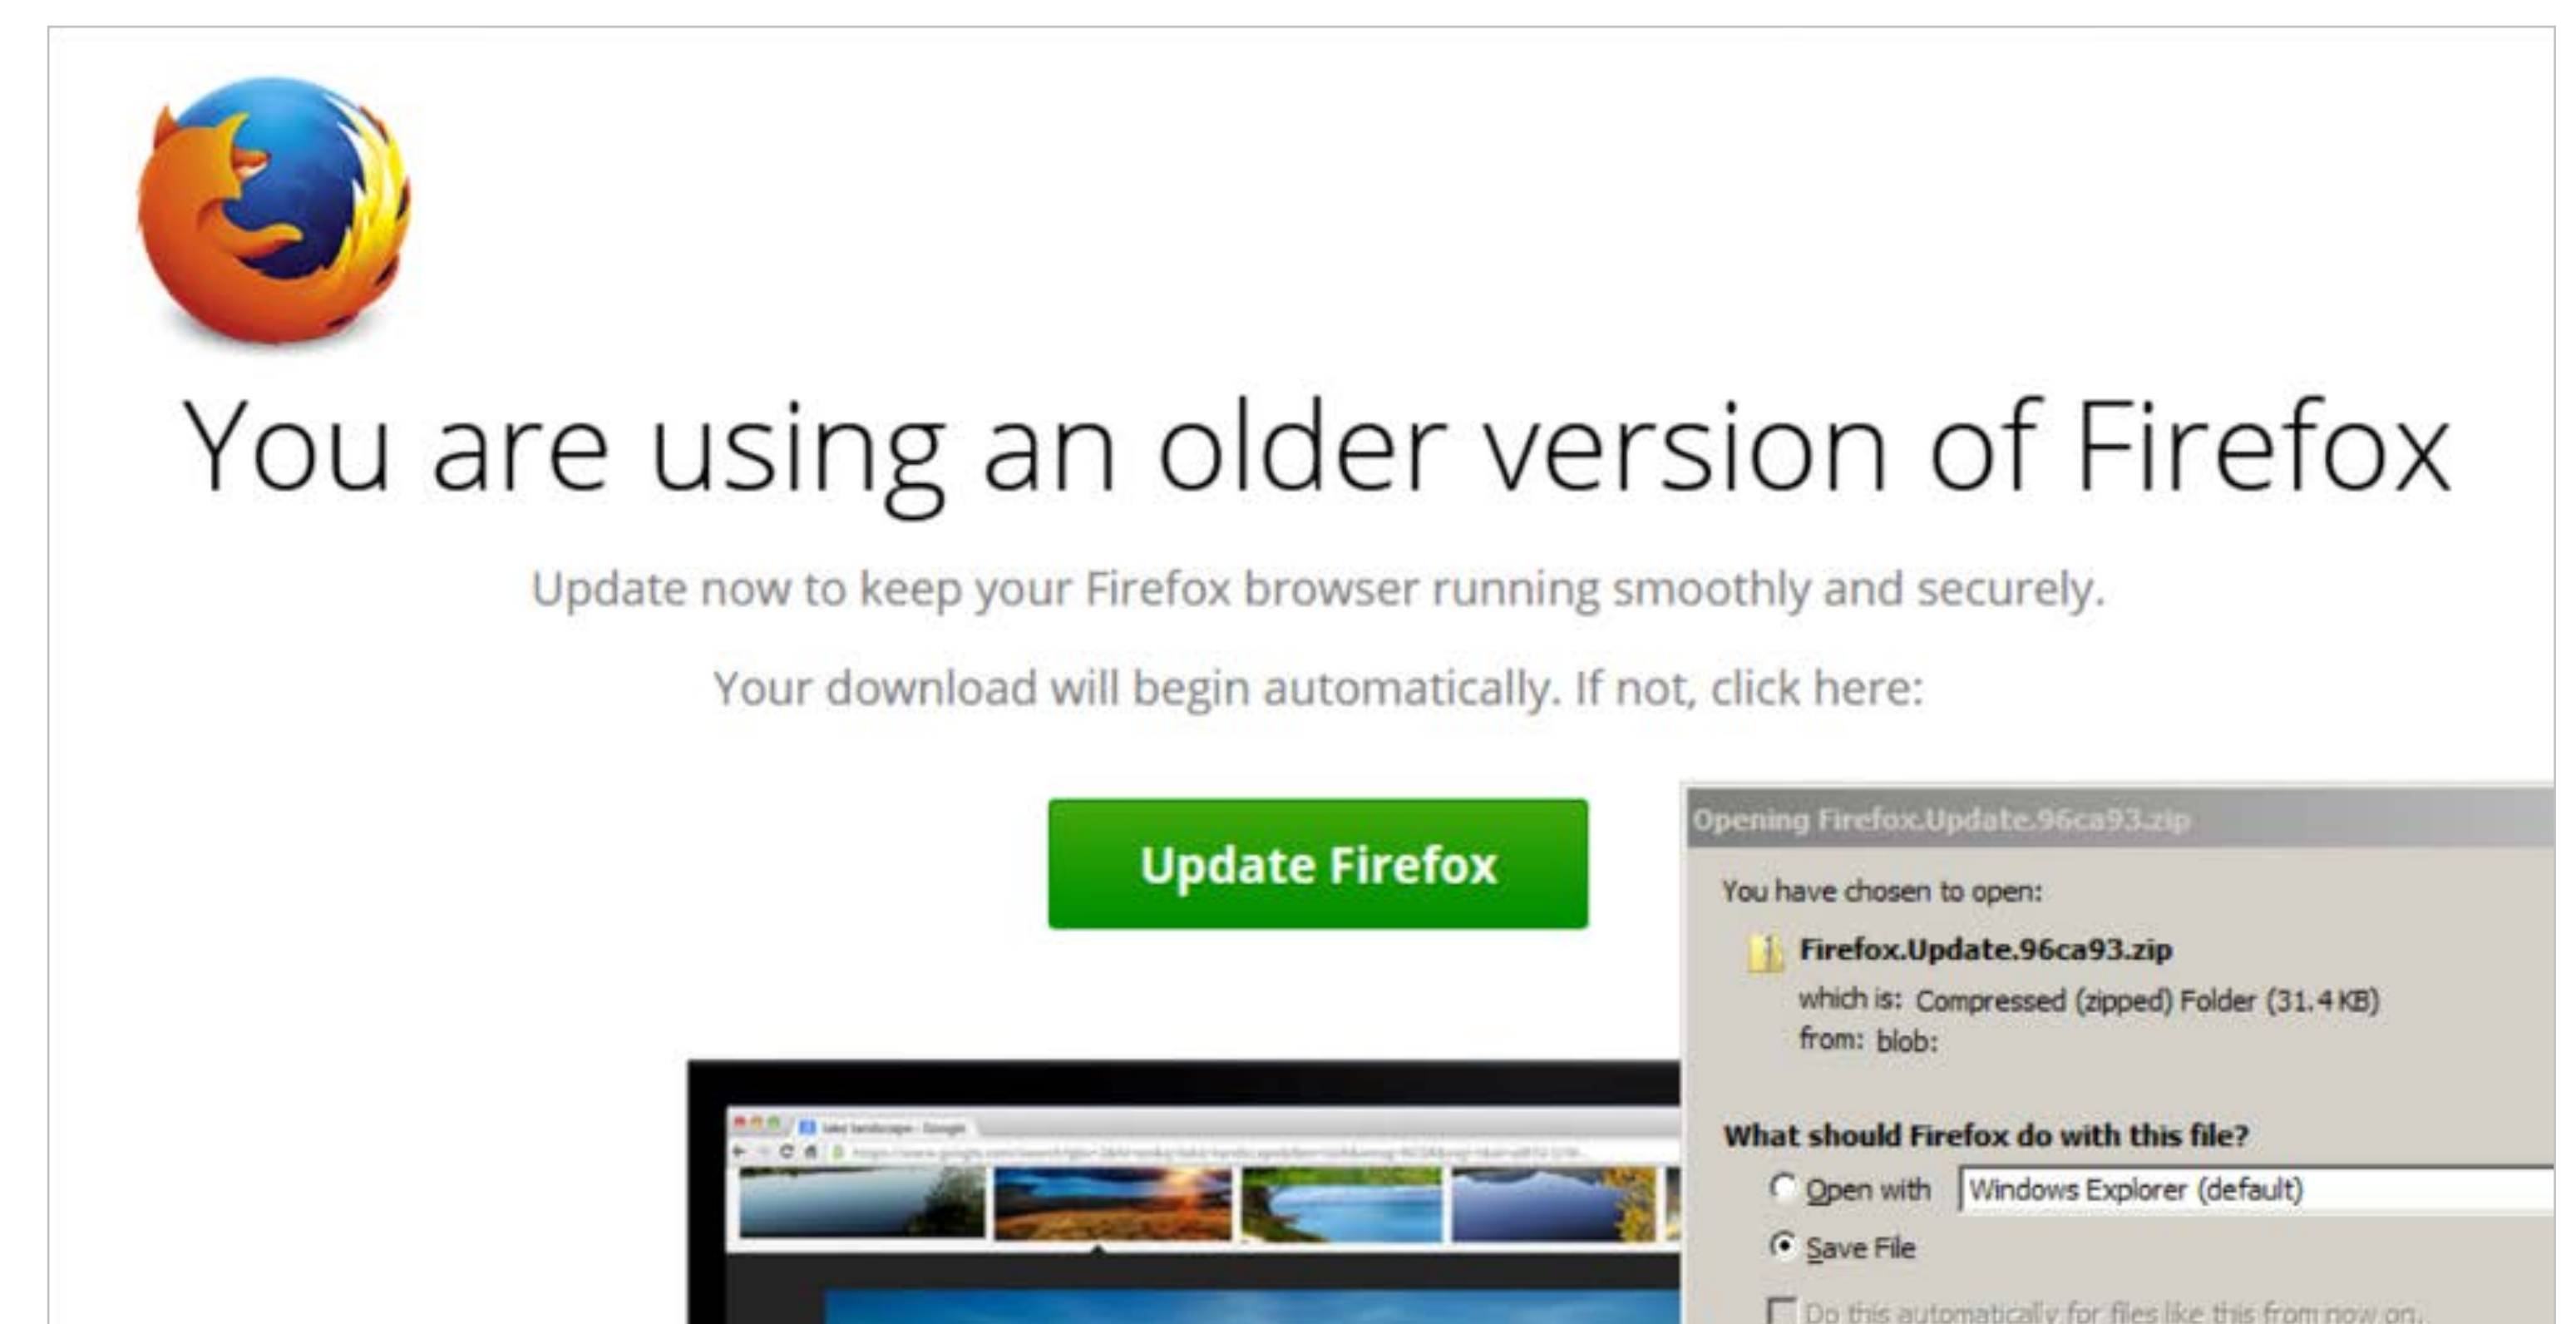 You are using an older version of Firefox
Update now to keep your Firefox browser running smoothly and securely.
Your download will begin automatically. If not, click here:
Update Firefox
Opening Firefox.Update.96ca93.zip
You have chosen to open:
Firefox.Update.96ca93.zip
which is: Compressed (zipped) Folder (31.4 KB)
from: blob:
What should Firefox do with this file?
Open with Windows Explorer (default)
Save File
Do this automatically for files like this from now on.
lake landscape - Google